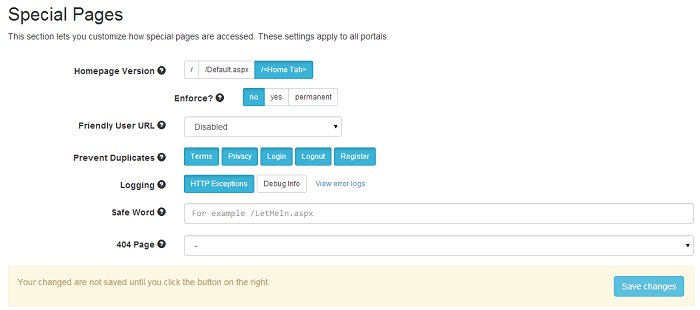 Special Pages
This section lets you customize how special pages are accessed. These settings apply to all portals.
Homepage Version / /Default.aspx /<Home Tab>
Enforce? no yes permanent
Friendly User URL Disabled
Prevent Duplicates Terms Privacy Login Logout Register
Logging HTTP Exceptions Debug Info View error logs
Safe Word For example /LetMeIn.aspx
404 Page -
Your changed are not saved until you click the button on the right. Save changes